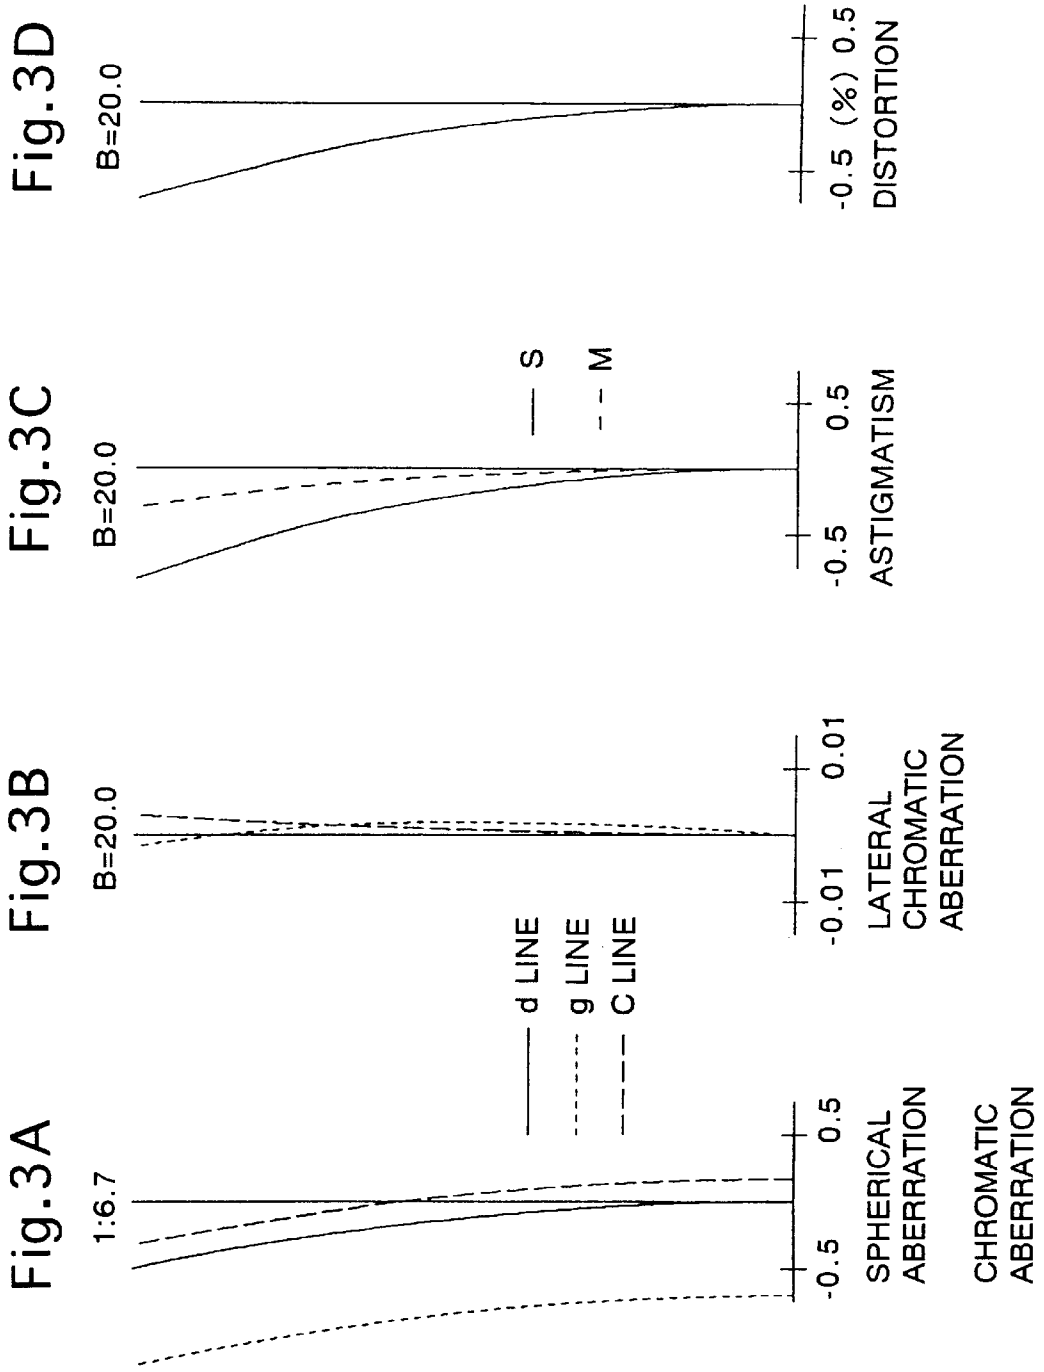 Fig.3A
1:6.7
d LINE
g LINE
C LINE
-0.5
0.5
SPHERICAL
ABERRATION
CHROMATIC
ABERRATION
Fig.3B
B=20.0
-0.01
0.01
LATERAL
CHROMATIC
ABERRATION
Fig.3C
B=20.0
S
M
-0.5
0.5
ASTIGMATISM
Fig.3D
B=20.0
-0.5 (%) 0.5
DISTORTION